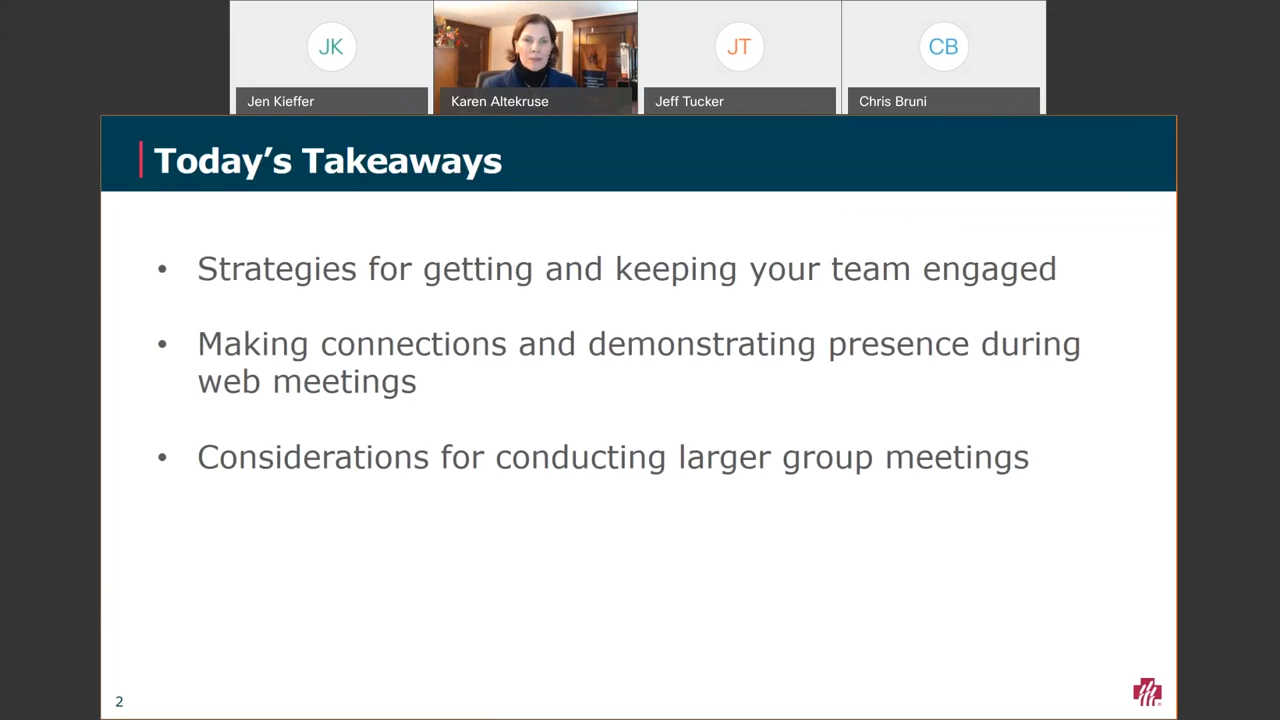 JK
JT
CB
Jen Kieffer
Karen Altekruse
Jeff Tucker
Chris Bruni
Today's Takeaways
• Strategies for getting and keeping your team engaged
• Making connections and demonstrating presence during
web meetings
• Considerations for conducting larger group meetings
2